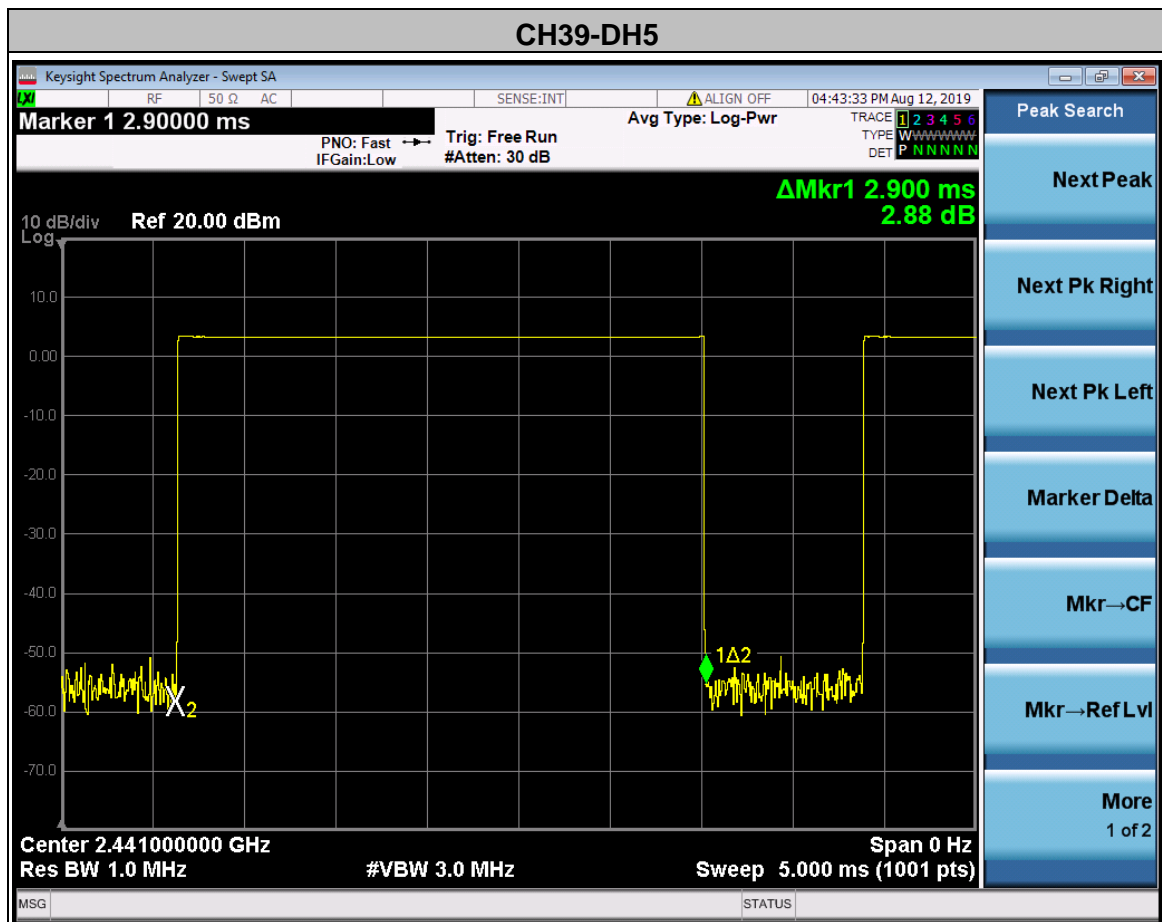 CH39-DH5
Keysight Spectrum Analyzer - Swept SA
LXI RF 50 Ω AC SENSE:INT ALIGN OFF 04:43:33 PM Aug 12, 2019
Marker 1 2.90000 ms
PNO: Fast
IFGain:Low
Trig: Free Run
#Atten: 30 dB
Avg Type: Log-Pwr
TRACE 1 2 3 4 5 6
TYPE WWWWWW
DET P N N N N N
Peak Search
Next Peak
Next Pk Right
Next Pk Left
Marker Delta
Mkr→CF
Mkr→Ref Lvl
More
1 of 2
ΔMkr1 2.900 ms
2.88 dB
10 dB/div Ref 20.00 dBm
Log
10.0
0.00
-10.0
-20.0
-30.0
-40.0
-50.0
1Δ2
2
-60.0
-70.0
Center 2.441000000 GHz Span 0 Hz
Res BW 1.0 MHz #VBW 3.0 MHz Sweep 5.000 ms (1001 pts)
MSG STATUS